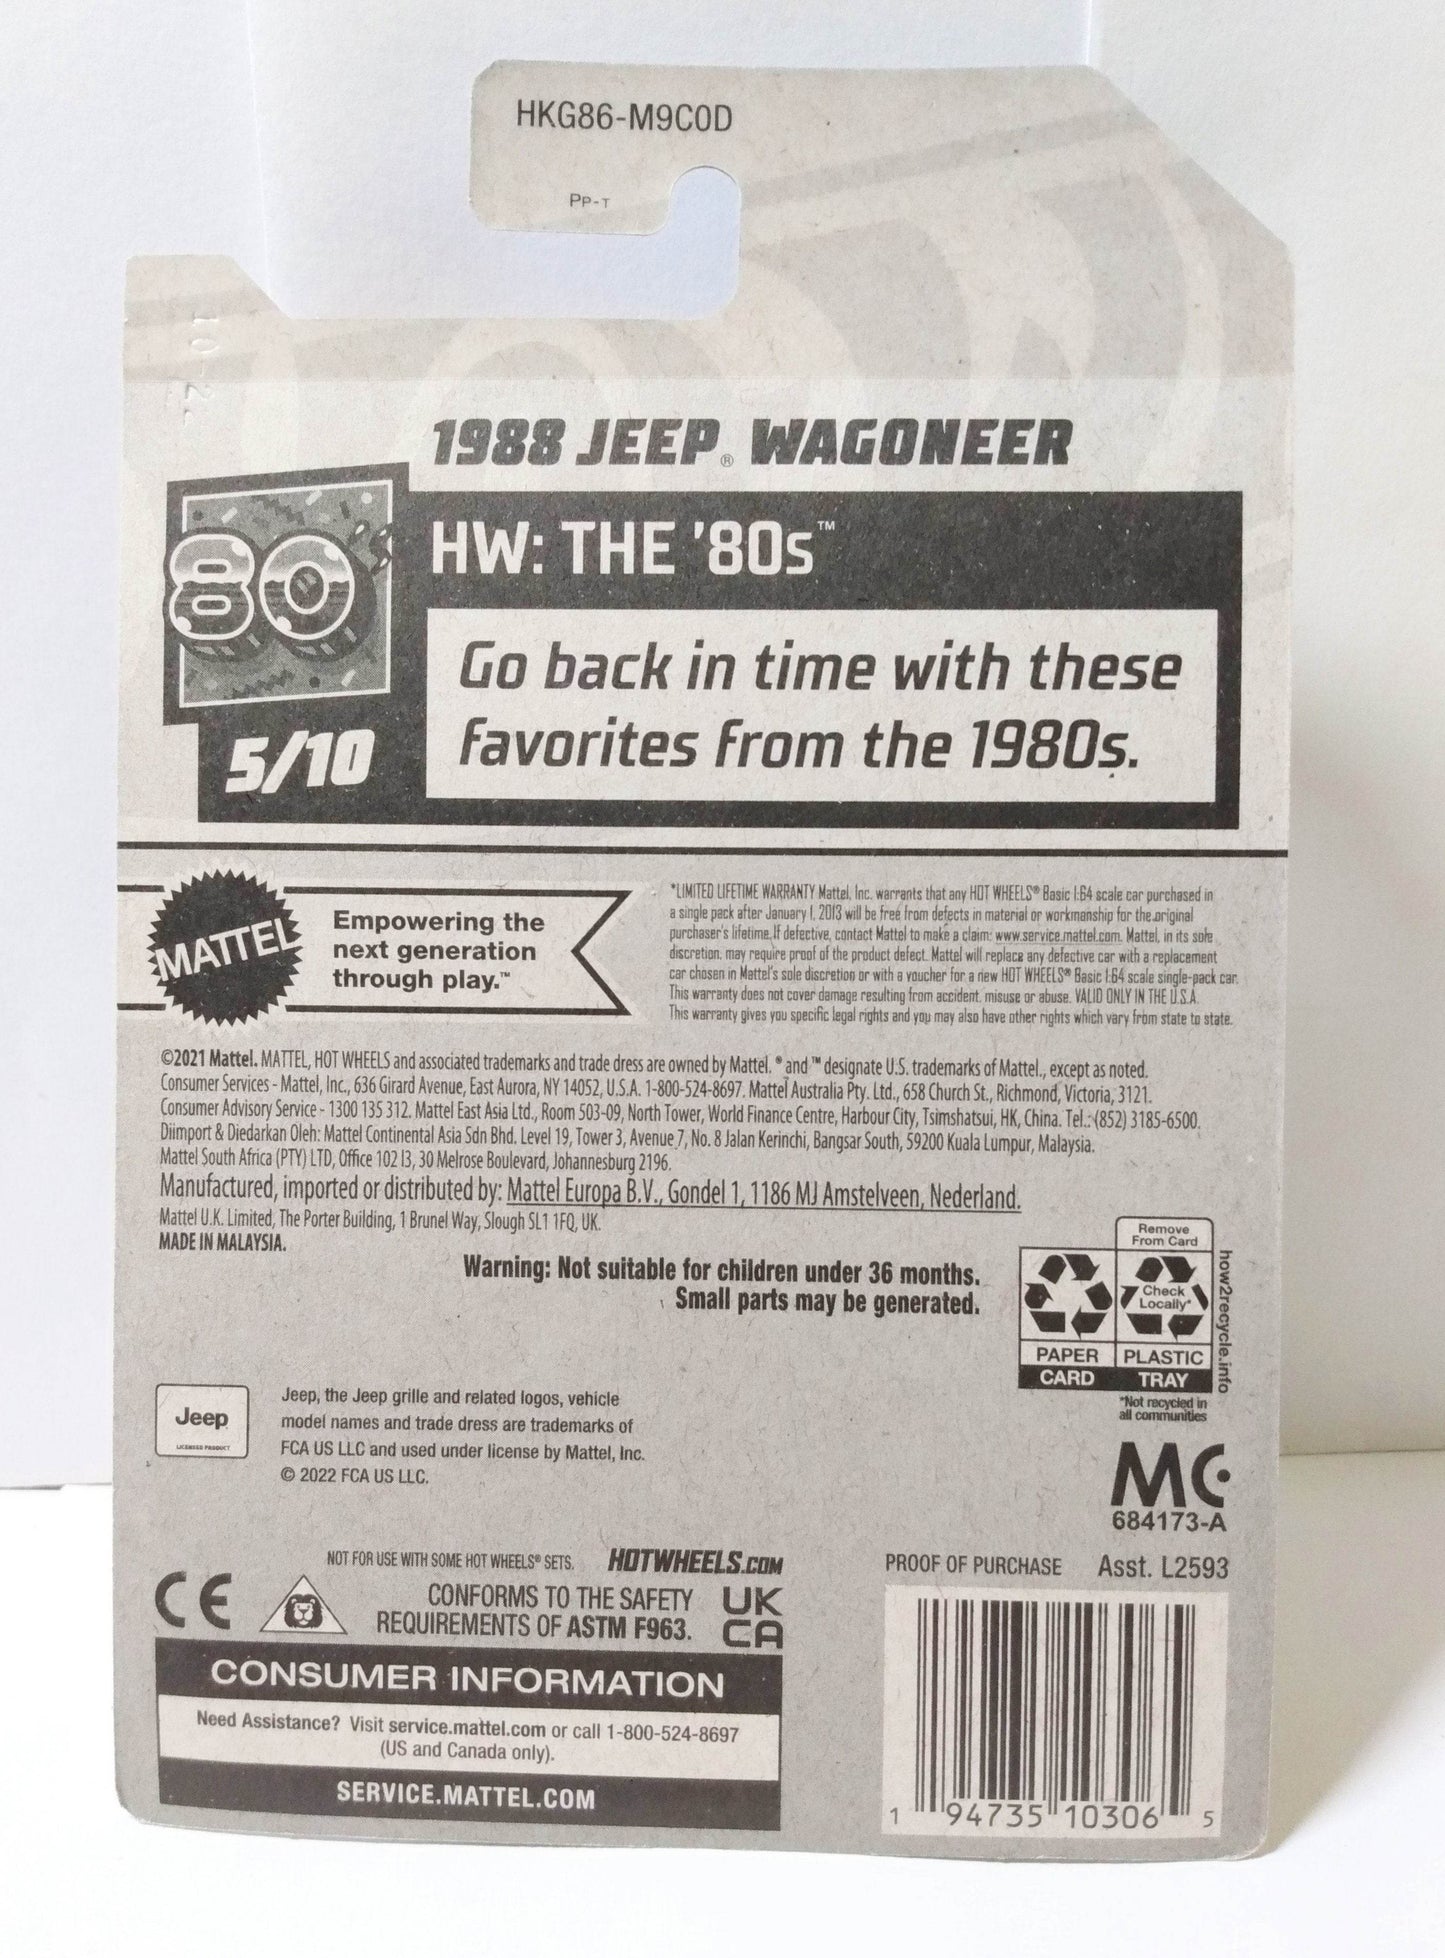 HKG86-M9C0D
PP-T
10-22
1988 JEEP® WAGONEER
80
HW: THE '80s™
Go back in time with these
favorites from the 1980s.
5/10
MATTEL
Empowering the
next generation
through play.™
*LIMITED LIFETIME WARRANTY Mattel, Inc. warrants that any HOT WHEELS® Basic 1:64 scale car purchased in
a single pack after January 1, 2013 will be free from defects in material or workmanship for the original
purchaser's lifetime. If defective, contact Mattel to make a claim: www.service.mattel.com. Mattel, in its sole
discretion, may require proof of the product defect. Mattel will replace any defective car with a replacement
car chosen in Mattel's sole discretion or with a voucher for a new HOT WHEELS® Basic 1:64 scale single-pack car.
This warranty does not cover damage resulting from accident, misuse or abuse. VALID ONLY IN THE U.S.A.
This warranty gives you specific legal rights and you may also have other rights which vary from state to state.
©2021 Mattel. MATTEL, HOT WHEELS and associated trademarks and trade dress are owned by Mattel. ® and ™ designate U.S. trademarks of Mattel., except as noted.
Consumer Services - Mattel, Inc., 636 Girard Avenue, East Aurora, NY 14052, U.S.A. 1-800-524-8697. Mattel Australia Pty. Ltd., 658 Church St., Richmond, Victoria, 3121.
Consumer Advisory Service - 1300 135 312. Mattel East Asia Ltd., Room 503-09, North Tower, World Finance Centre, Harbour City, Tsimshatsui, HK, China. Tel.:(852) 3185-6500.
Diimport & Diedarkan Oleh: Mattel Continental Asia Sdn Bhd. Level 19, Tower 3, Avenue 7, No. 8 Jalan Kerinchi, Bangsar South, 59200 Kuala Lumpur, Malaysia.
Mattel South Africa (PTY) LTD, Office 102 I3, 30 Melrose Boulevard, Johannesburg 2196.
Manufactured, imported or distributed by: Mattel Europa B.V., Gondel 1, 1186 MJ Amstelveen, Nederland.
Mattel U.K. Limited, The Porter Building, 1 Brunel Way, Slough SL1 1FQ, UK.
MADE IN MALAYSIA.
Warning: Not suitable for children under 36 months.
Small parts may be generated.
Remove
From Card
Check
Locally*
PAPER
PLASTIC
CARD
TRAY
how2recycle.info
*Not recycled in
all communities
Jeep
LICENSED PRODUCT
Jeep, the Jeep grille and related logos, vehicle
model names and trade dress are trademarks of
FCA US LLC and used under license by Mattel, Inc.
© 2022 FCA US LLC.
MC
684173-A
NOT FOR USE WITH SOME HOT WHEELS® SETS.
HOTWHEELS.COM
PROOF OF PURCHASE
Asst. L2593
CE
CONFORMS TO THE SAFETY
REQUIREMENTS OF ASTM F963.
UK
CA
CONSUMER INFORMATION
Need Assistance? Visit service.mattel.com or call 1-800-524-8697
(US and Canada only).
SERVICE.MATTEL.COM
1 94735 10306 5